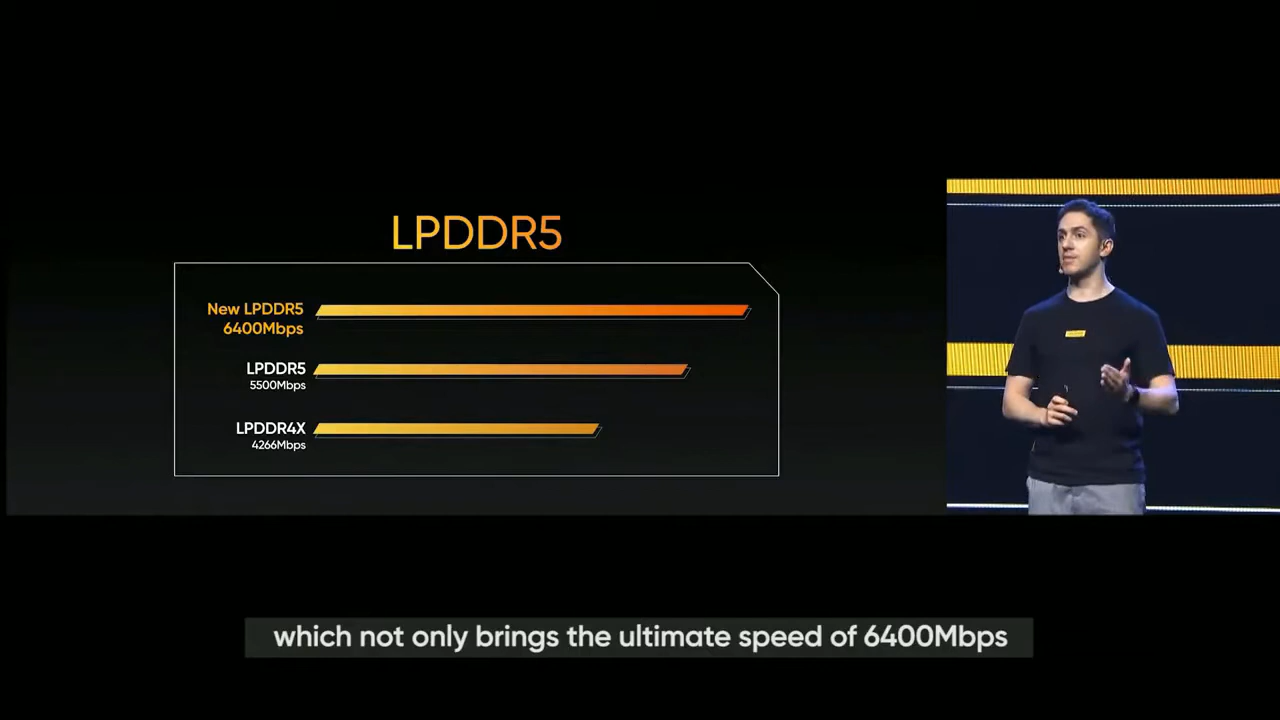 LPDDR5
New LPDDR5
6400Mbps
LPDDR5
5500Mbps
LPDDR4X
4266Mbps
which not only brings the ultimate speed of 6400Mbps